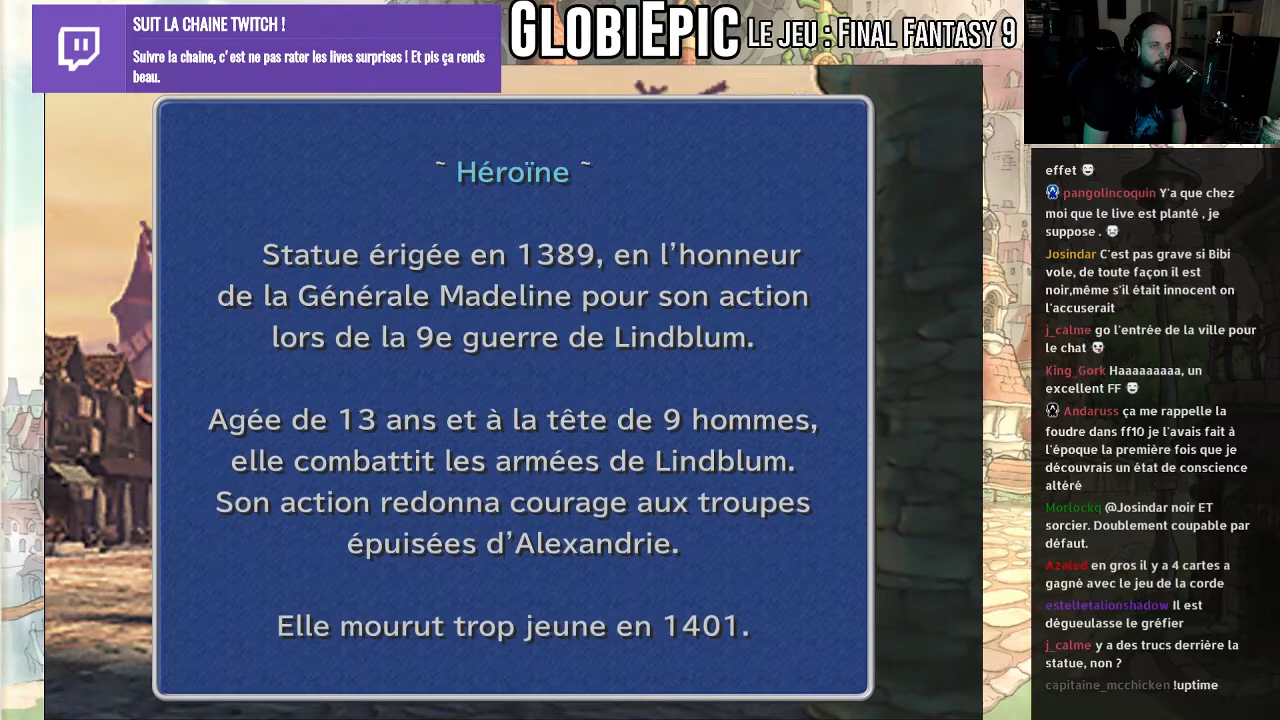 SUIT LA CHAINE TWITCH !
Suivre la chaine, c'est ne pas rater les lives surprises ! Et pis ça rends
beau.
GLOBIEPIC LE JEU : FINAL FANTASY 9
~ Héroïne ~
Statue érigée en 1389, en l'honneur
de la Générale Madeline pour son action
lors de la 9e guerre de Lindblum.
Agée de 13 ans et à la tête de 9 hommes,
elle combattit les armées de Lindblum.
Son action redonna courage aux troupes
épuisées d'Alexandrie.
Elle mourut trop jeune en 1401.
effet
pangolincoquin Y'a que chez
moi que le live est planté , je
suppose .
Josindar C'est pas grave si Bibi
vole, de toute façon il est
noir,même s'il était innocent on
l'accuserait
j_calme go l'entrée de la ville pour
le chat
King_Gork Haaaaaaaaa, un
excellent FF
Andaruss ça me rappelle la
foudre dans ff10 je l'avais fait à
l'époque la première fois que je
découvrais un état de conscience
altéré
Morlockq @Josindar noir ET
sorcier. Doublement coupable par
défaut.
Azaled en gros il y a 4 cartes a
gagné avec le jeu de la corde
estelletalionshadow Il est
dégueulasse le gréfier
j_calme y a des trucs derrière la
statue, non ?
capitaine_mcchicken !uptime